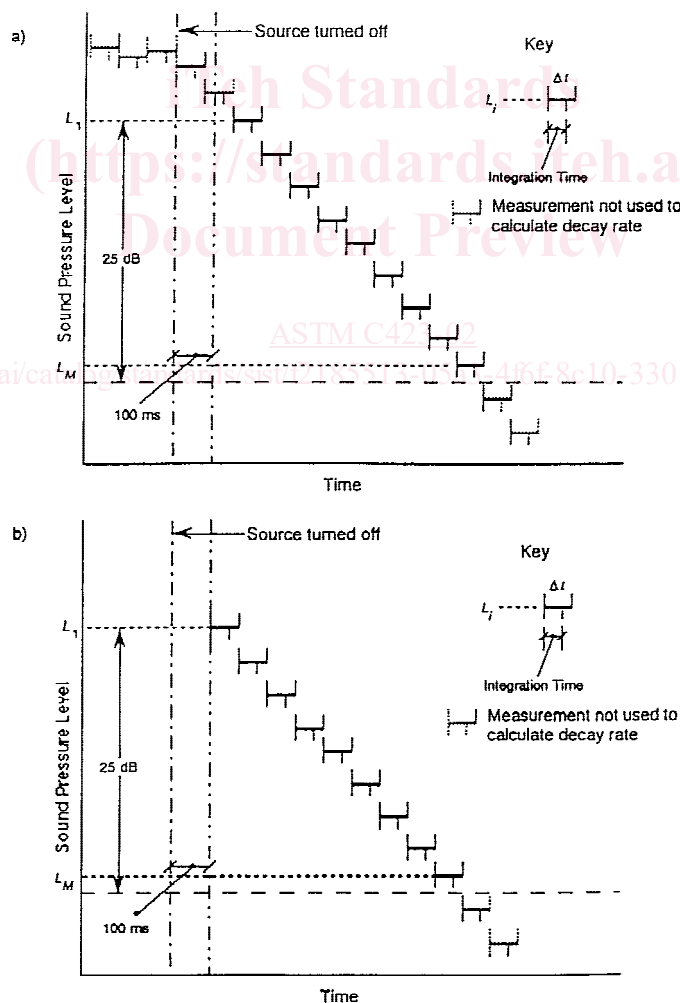 a)
Source turned off
Key
Δt
L1
Li
Integration Time
Measurement not used to
calculate decay rate
Sound Pressure Level
25 dB
LM
100 ms
Time
iTeh Standards
(https://standards.iteh.a
Document Preview
ASTM C423-02
b)
Source turned off
Key
Δt
L1
Li
Integration Time
Measurement not used to
calculate decay rate
Sound Pressure Level
25 dB
LM
100 ms
Time